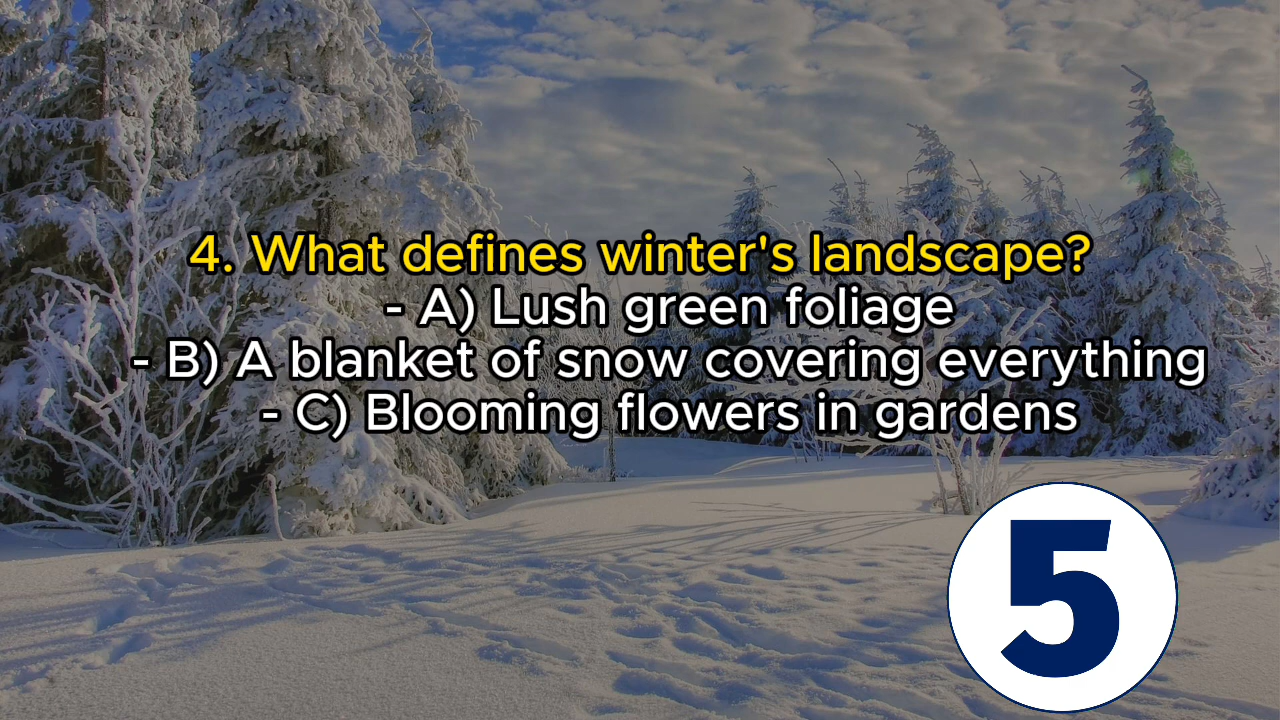 4. What defines winter's landscape?
- A) Lush green foliage
- B) A blanket of snow covering everything
- C) Blooming flowers in gardens
5